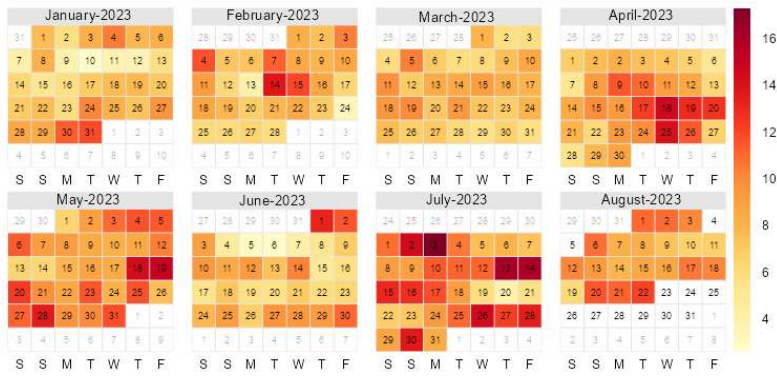 January-2023
31 1 2 3 4 5 6
7 8 9 10 11 12 13
14 15 16 17 18 19 20
21 22 23 24 25 26 27
28 29 30 31 1 2 3
4 5 6 7 8 9 10
S S M T W T F
February-2023
28 29 30 31 1 2 3
4 5 6 7 8 9 10
11 12 13 14 15 16 17
18 19 20 21 22 23 24
25 26 27 28 1 2 3
4 5 6 7 8 9 10
S S M T W T F
March-2023
25 26 27 28 1 2 3
4 5 6 7 8 9 10
11 12 13 14 15 16 17
18 19 20 21 22 23 24
25 26 27 28 29 30 31
1 2 3 4 5 6 7
S S M T W T F
April-2023
25 26 27 28 29 30 31
1 2 3 4 5 6
7 8 9 10 11 12 13
14 15 16 17 18 19 20
21 22 23 24 25 26 27
28 29 30 1 2 3 4
S S M T W T F
May-2023
29 30 1 2 3 4 5
6 7 8 9 10 11 12
13 14 15 16 17 18 19
20 21 22 23 24 25 26
27 28 29 30 31 1 2
3 4 5 6 7 8 9
S S M T W T F
June-2023
27 28 29 30 31 1 2
3 4 5 6 7 8 9
10 11 12 13 14 15 16
17 18 19 20 21 22 23
24 25 26 27 28 29 30
1 2 3 4 5 6 7
S S M T W T F
July-2023
24 25 26 27 28 29 30
1 2 3 4 5 6 7
8 9 10 11 12 13 14
15 16 17 18 19 20 21
22 23 24 25 26 27 28
29 30 31 1 2 3 4
S S M T W T F
August-2023
29 30 31 1 2 3 4
5 6 7 8 9 10 11
12 13 14 15 16 17 18
19 20 21 22 23 24 25
26 27 28 29 30 31 1
2 3 4 5 6 7 8
S S M T W T F
16
14
12
10
8
6
4